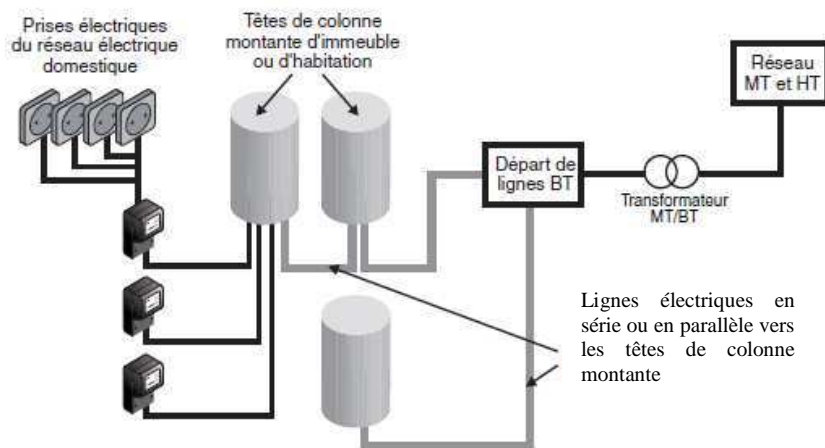 Prises électriques
du réseau électrique
domestique
Têtes de colonne
montante d'immeuble
ou d'habitation
Réseau
MT et HT
Départ de
lignes BT
Transformateur
MT/BT
Lignes électriques en
série ou en parallèle vers
les têtes de colonne
montante